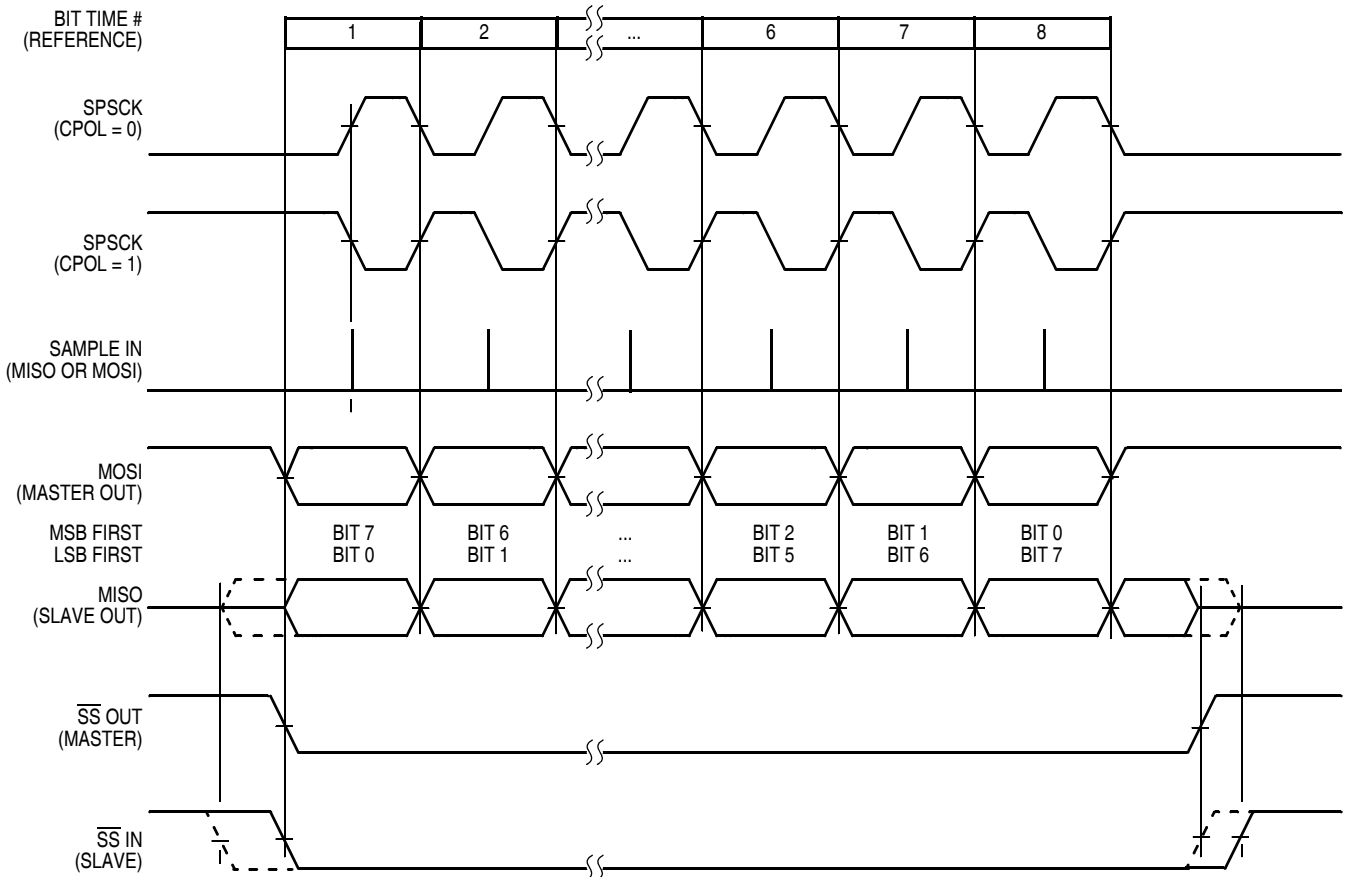 BIT TIME #
(REFERENCE)
1 2 ... 6 7 8
SPSCK
(CPOL = 0)
SPSCK
(CPOL = 1)
SAMPLE IN
(MISO OR MOSI)
MOSI
(MASTER OUT)
MSB FIRST BIT 7 BIT 6 ... BIT 2 BIT 1 BIT 0
LSB FIRST BIT 0 BIT 1 ... BIT 5 BIT 6 BIT 7
MISO
(SLAVE OUT)
S̅S̅ OUT
(MASTER)
S̅S̅ IN
(SLAVE)